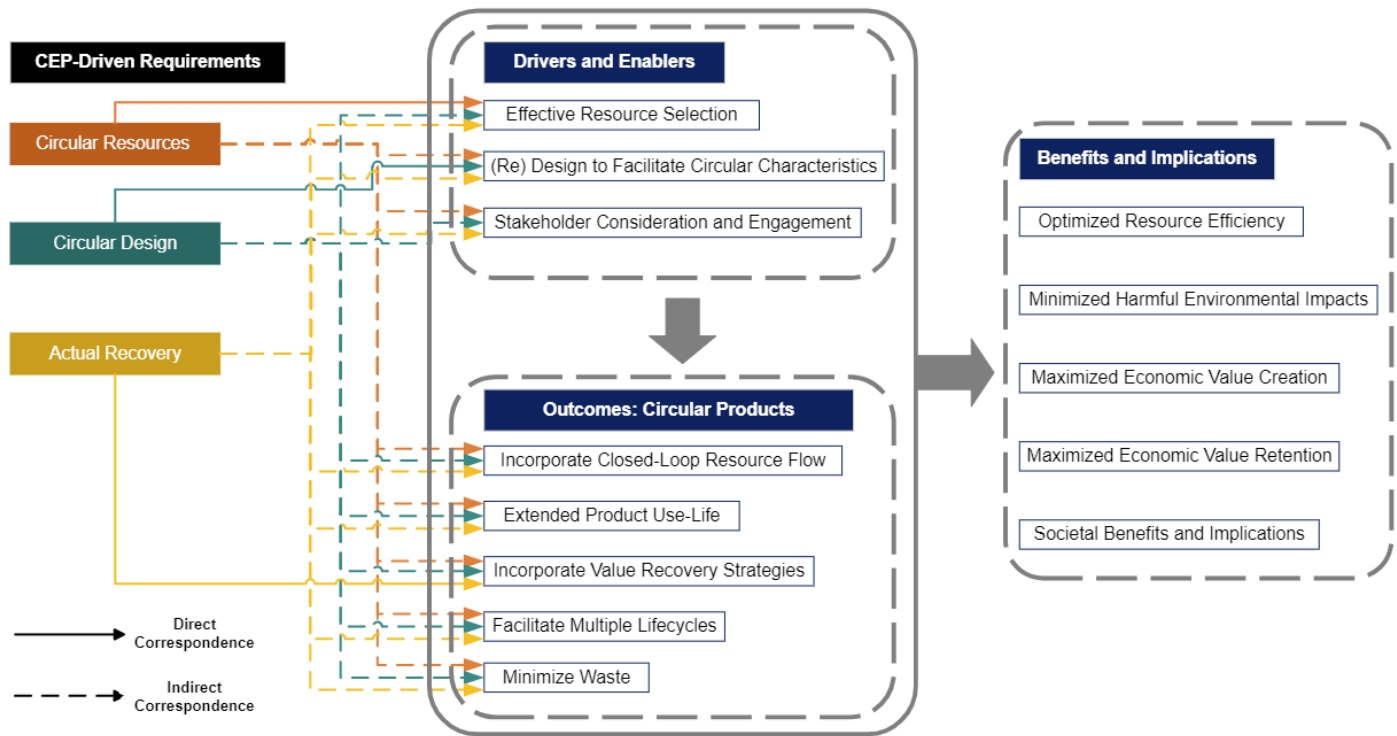 CEP-Driven Requirements
Circular Resources
Circular Design
Actual Recovery
Direct
Correspondence
Indirect
Correspondence
Drivers and Enablers
Effective Resource Selection
(Re) Design to Facilitate Circular Characteristics
Stakeholder Consideration and Engagement
Outcomes: Circular Products
Incorporate Closed-Loop Resource Flow
Extended Product Use-Life
Incorporate Value Recovery Strategies
Facilitate Multiple Lifecycles
Minimize Waste
Benefits and Implications
Optimized Resource Efficiency
Minimized Harmful Environmental Impacts
Maximized Economic Value Creation
Maximized Economic Value Retention
Societal Benefits and Implications